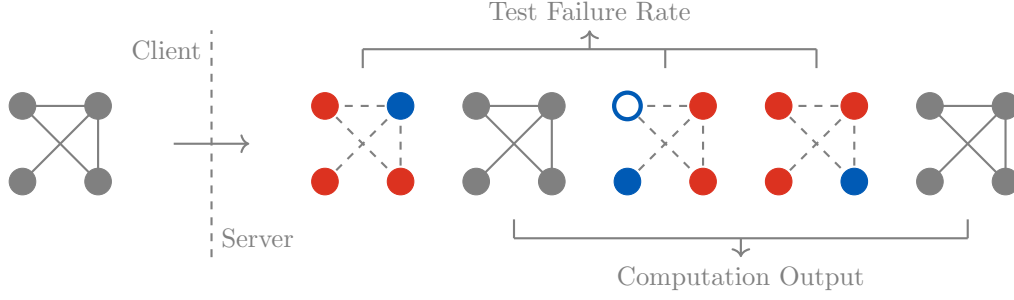 Test Failure Rate
Client
Server
Computation Output